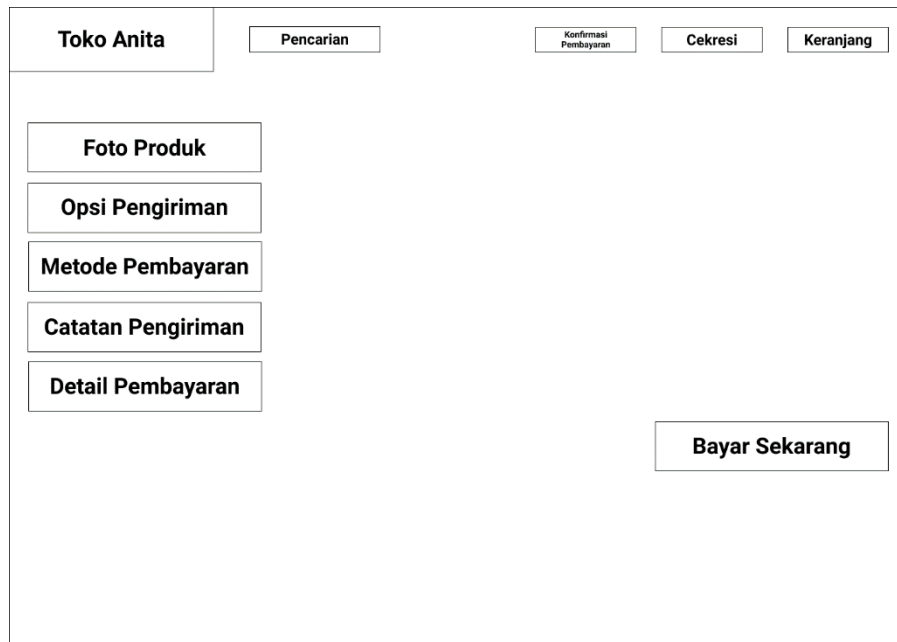 Toko Anita
Pencarian
Konfirmasi
Pembayaran
Cekresi
Keranjang
Foto Produk
Opsi Pengiriman
Metode Pembayaran
Catatan Pengiriman
Detail Pembayaran
Bayar Sekarang